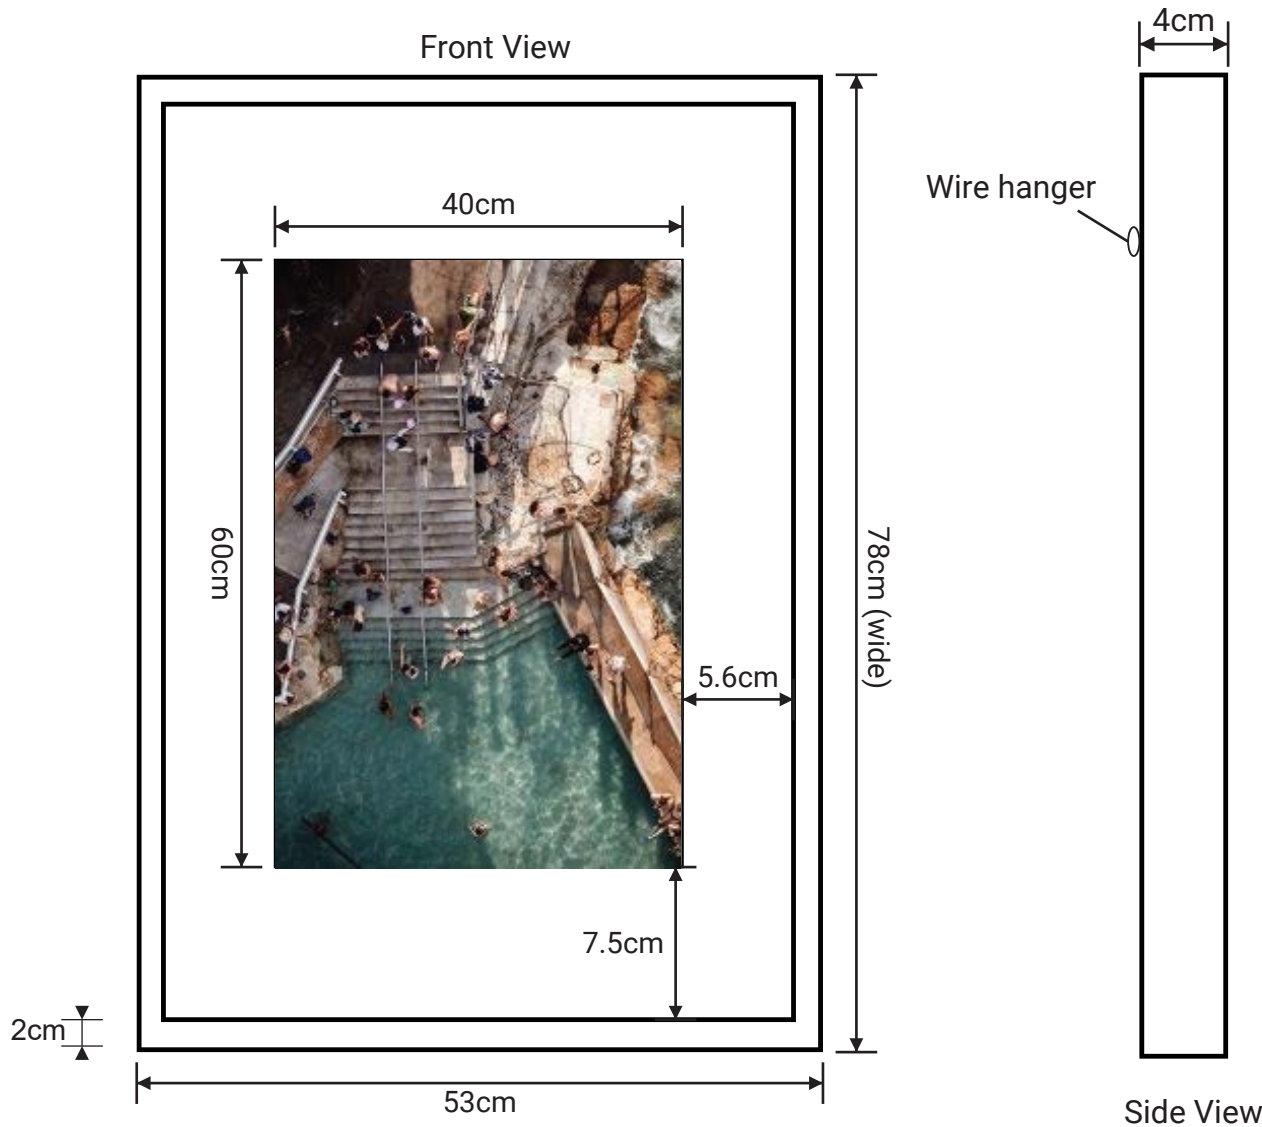 Front View
4cm
Wire hanger
40cm
60cm
78cm (wide)
5.6cm
7.5cm
2cm
53cm
Side View